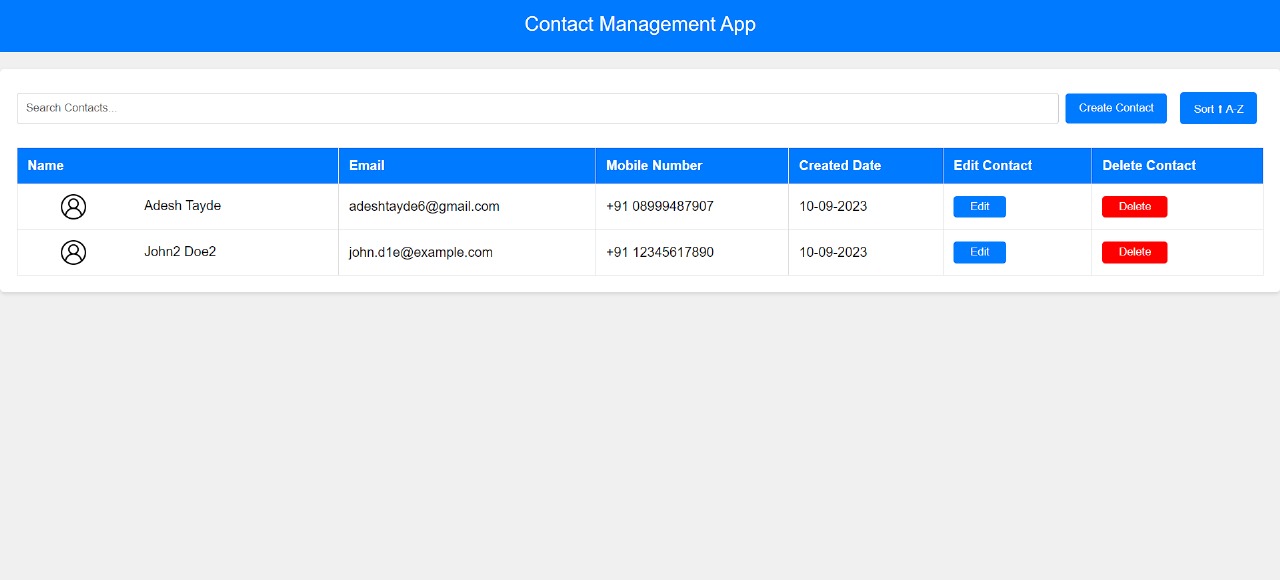 Contact Management App
Search Contacts...
Create Contact
Sort ⬆ A-Z
Name Email Mobile Number Created Date Edit Contact Delete Contact
Adesh Tayde adeshtayde6@gmail.com +91 08999487907 10-09-2023 Edit Delete
John2 Doe2 john.d1e@example.com +91 12345617890 10-09-2023 Edit Delete